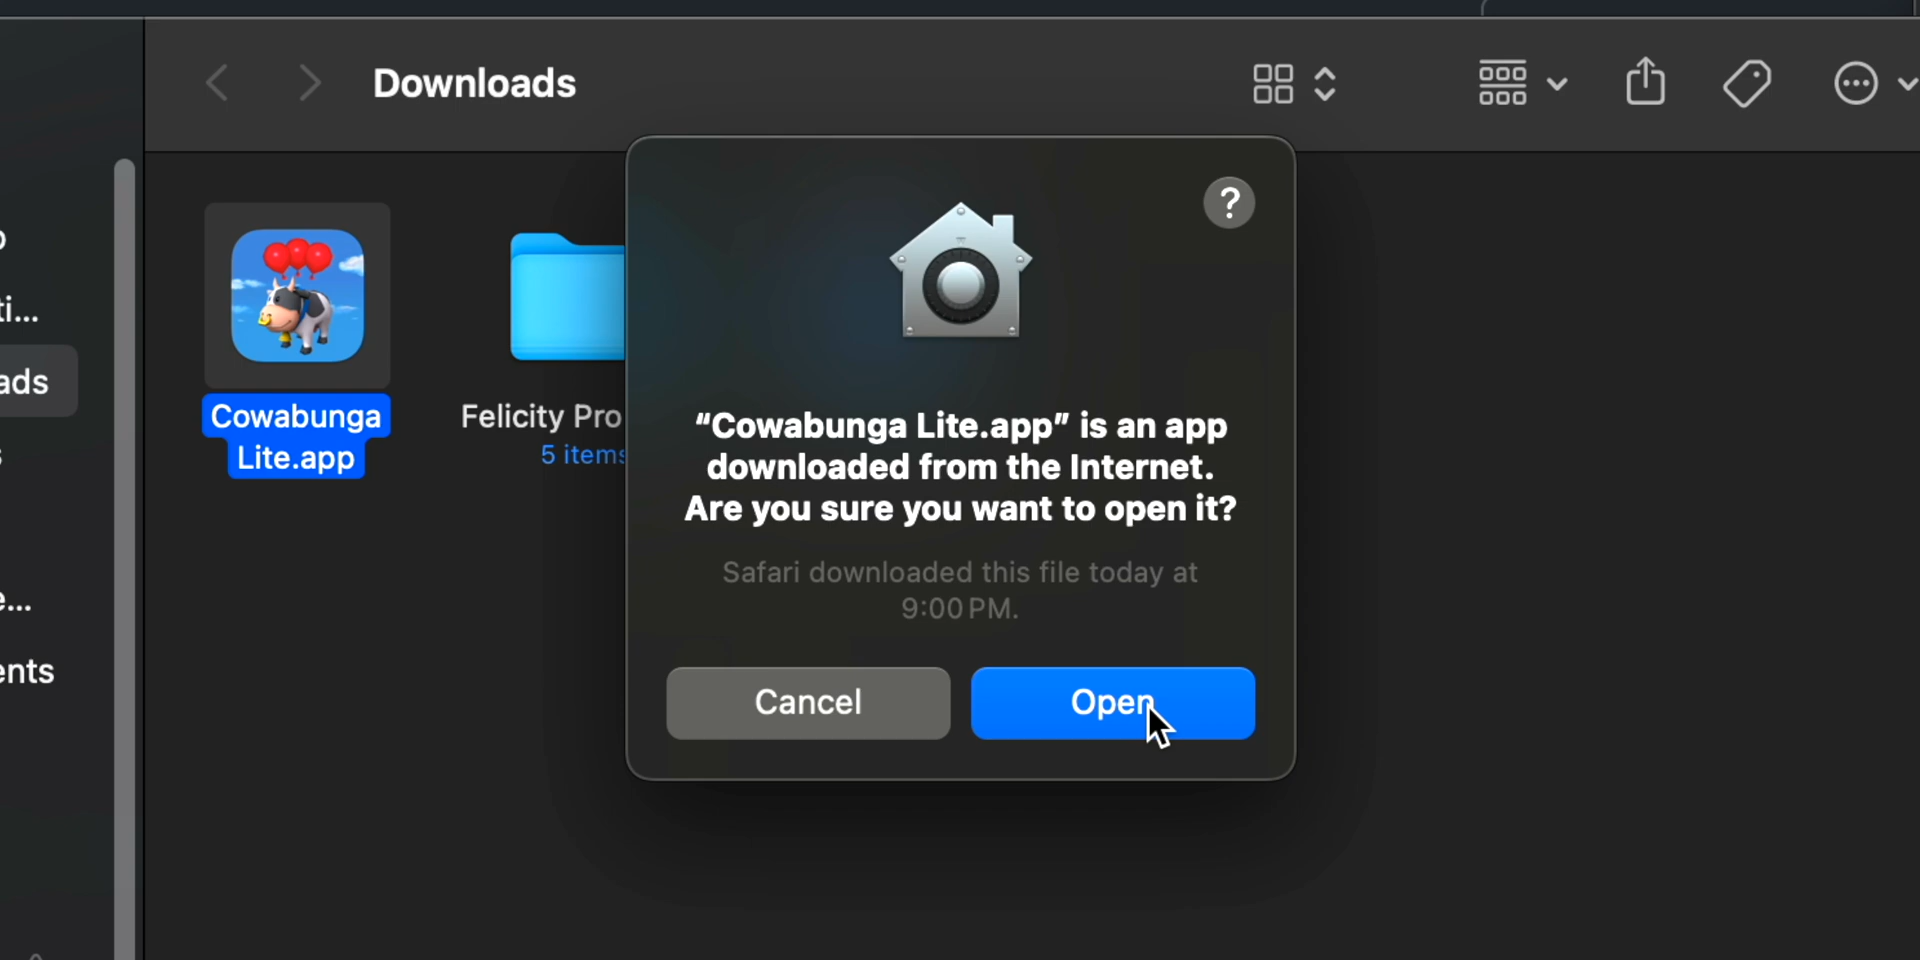 Downloads
ti...
ads
e...
ents
Cowabunga
Lite.app
Felicity Pro
5 items
?
“Cowabunga Lite.app” is an app
downloaded from the Internet.
Are you sure you want to open it?
Safari downloaded this file today at
9:00 PM.
Cancel
Open